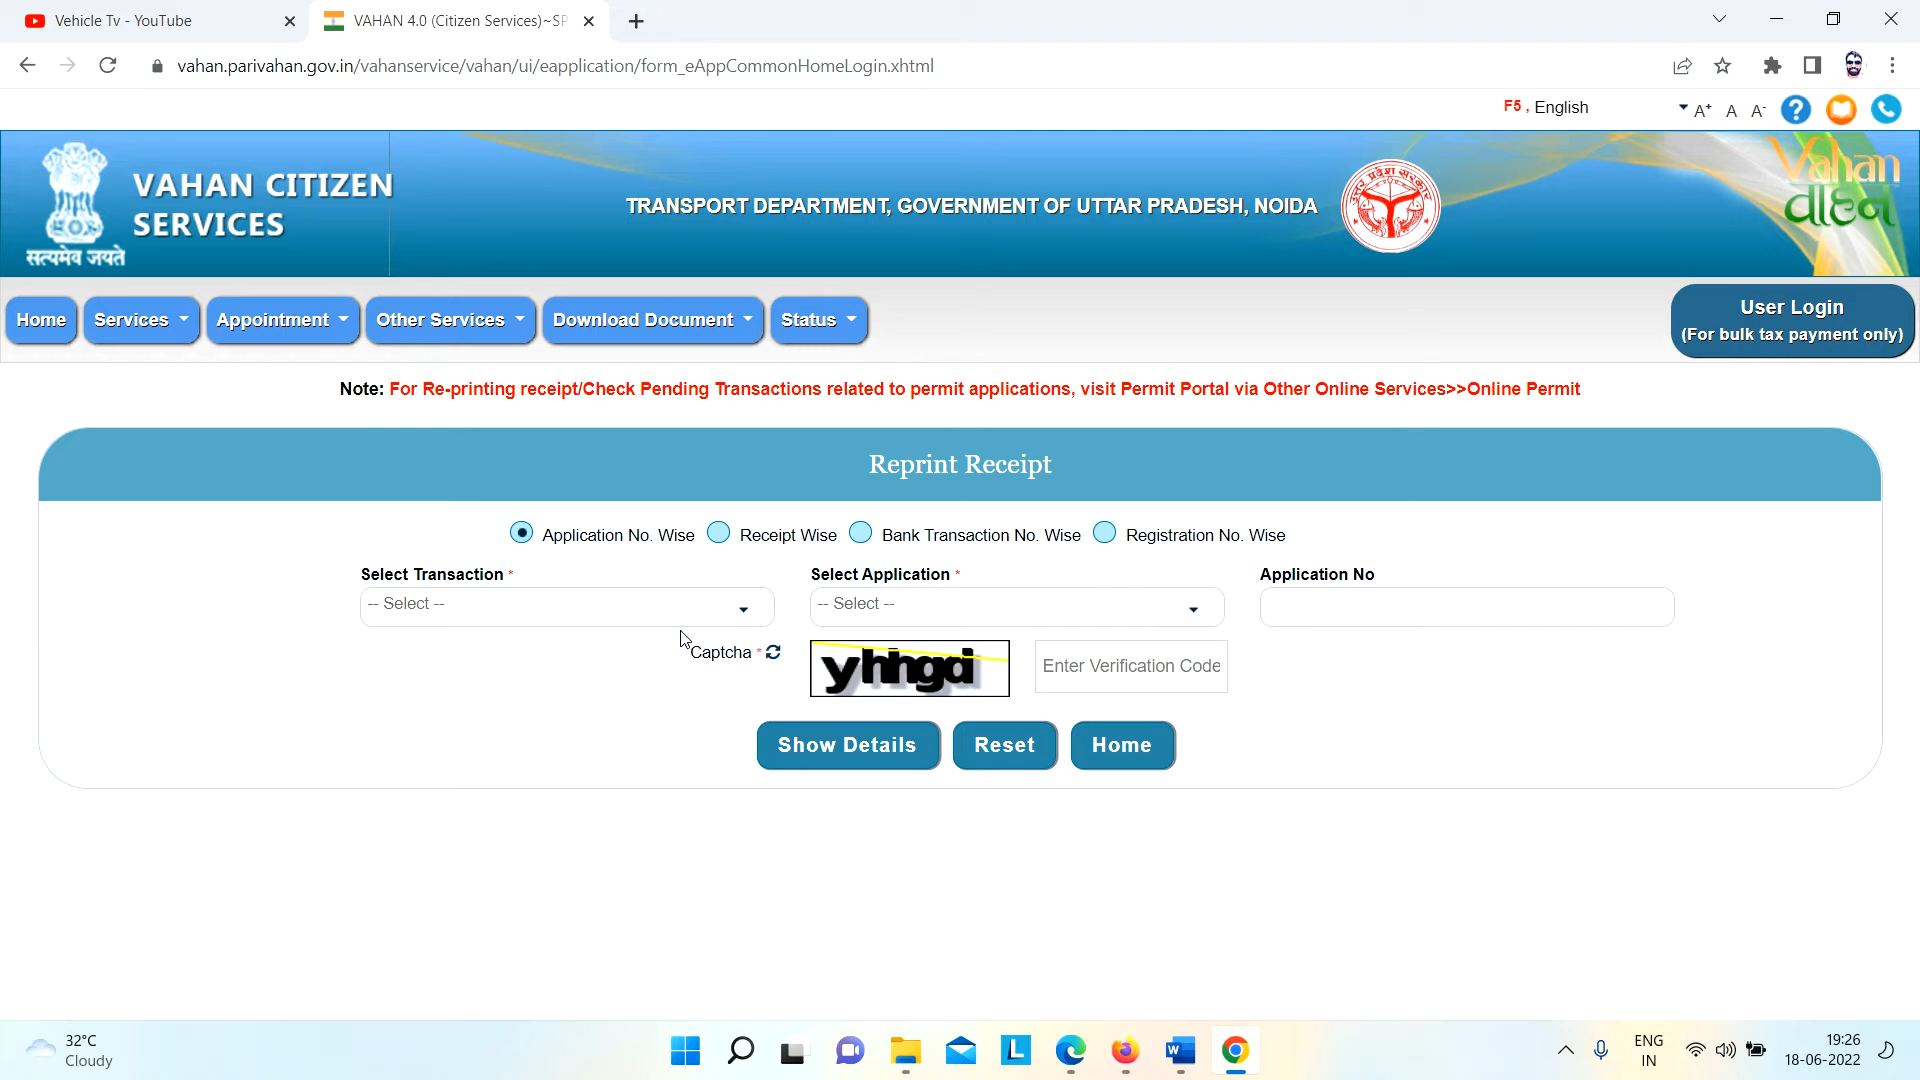 Vehicle Tv - YouTube
VAHAN 4.0 (Citizen Services)~SP
vahan.parivahan.gov.in/vahanservice/vahan/ui/eapplication/form_eAppCommonHomeLogin.xhtml
F5 , English
A+ A A- ?
सत्यमेव जयते
VAHAN CITIZEN
SERVICES
TRANSPORT DEPARTMENT, GOVERNMENT OF UTTAR PRADESH, NOIDA
उत्तर प्रदेश सरकार
Vahan
वाहन
Home
Services
Appointment
Other Services
Download Document
Status
User Login
(For bulk tax payment only)
Note: For Re-printing receipt/Check Pending Transactions related to permit applications, visit Permit Portal via Other Online Services>>Online Permit
Reprint Receipt
Application No. Wise
Receipt Wise
Bank Transaction No. Wise
Registration No. Wise
Select Transaction *
Select Application *
Application No
-- Select --
-- Select --
Captcha *
yhhgd
Enter Verification Code
Show Details
Reset
Home
32°C
Cloudy
L
W
ENG
IN
19:26
18-06-2022